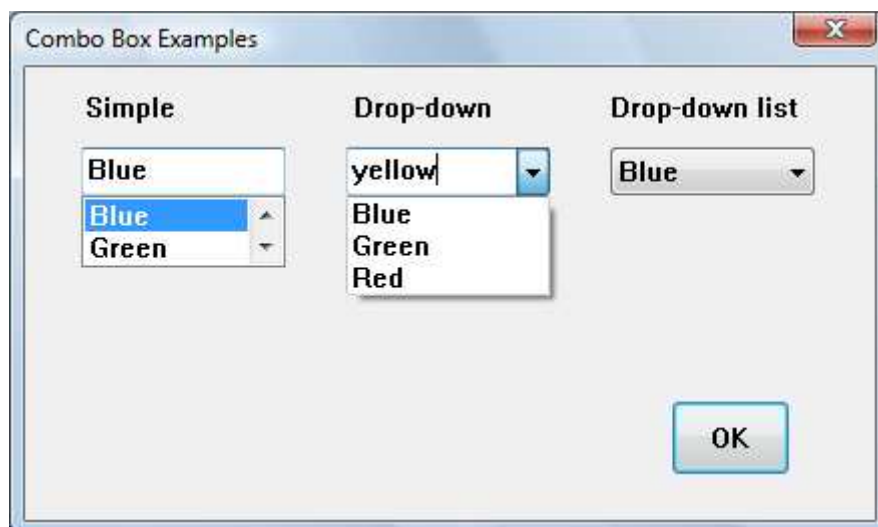 Combo Box Examples
Simple
Drop-down
Drop-down list
Blue
yellow
Blue
Blue
Green
Blue
Green
Red
OK